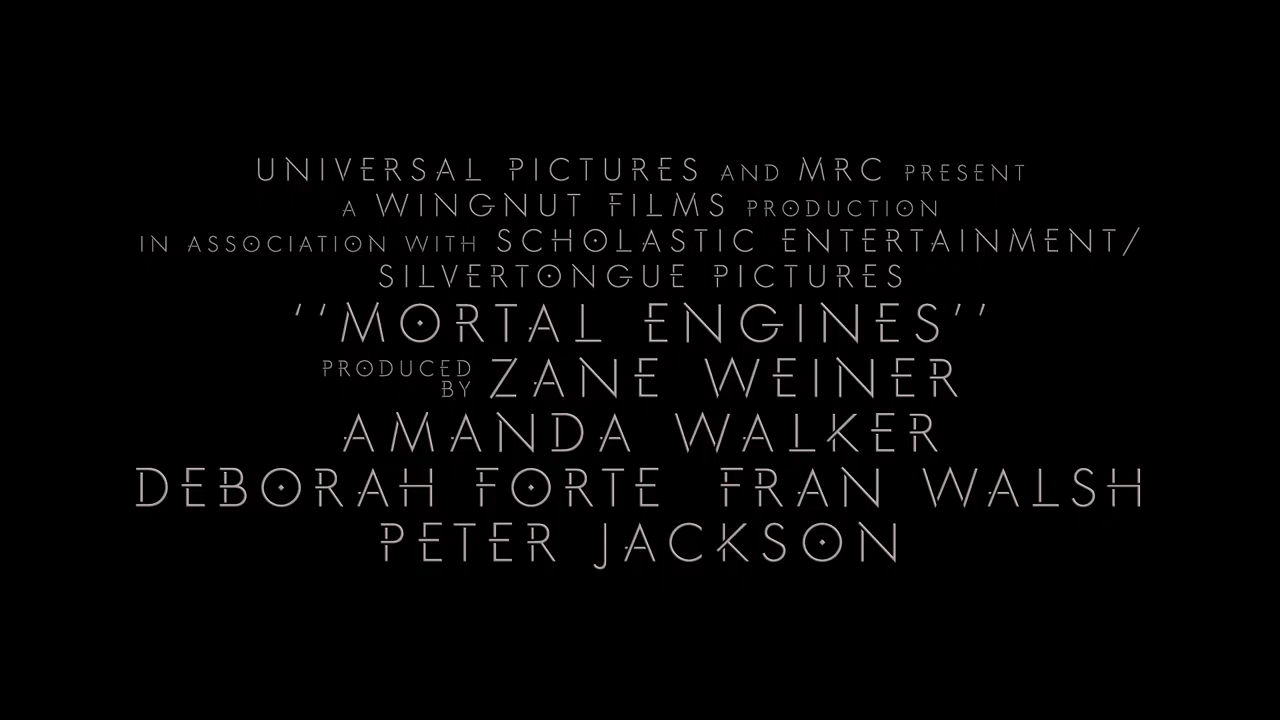 UNIVERSAL PICTURES AND MRC PRESENT
A WINGNUT FILMS PRODUCTION
IN ASSOCIATION WITH SCHOLASTIC ENTERTAINMENT/
SILVERTONGUE PICTURES
''MORTAL ENGINES''
PRODUCED BY ZANE WEINER
AMANDA WALKER
DEBORAH FORTE FRAN WALSH
PETER JACKSON